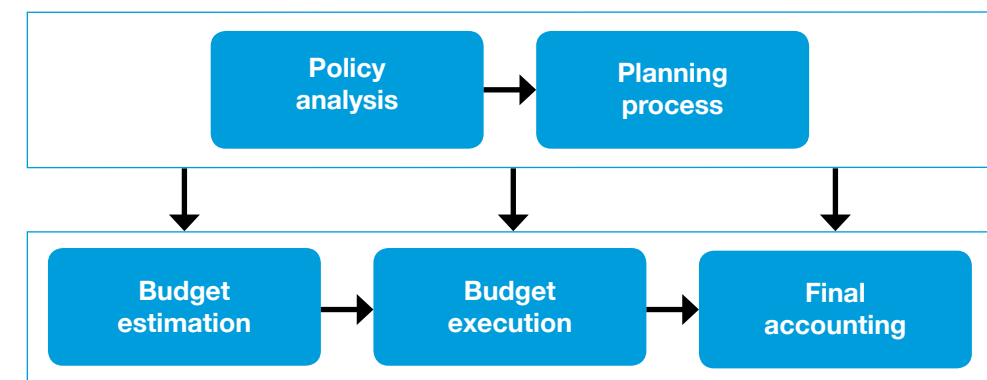 Policy
analysis
Planning
process
Budget
estimation
Budget
execution
Final
accounting